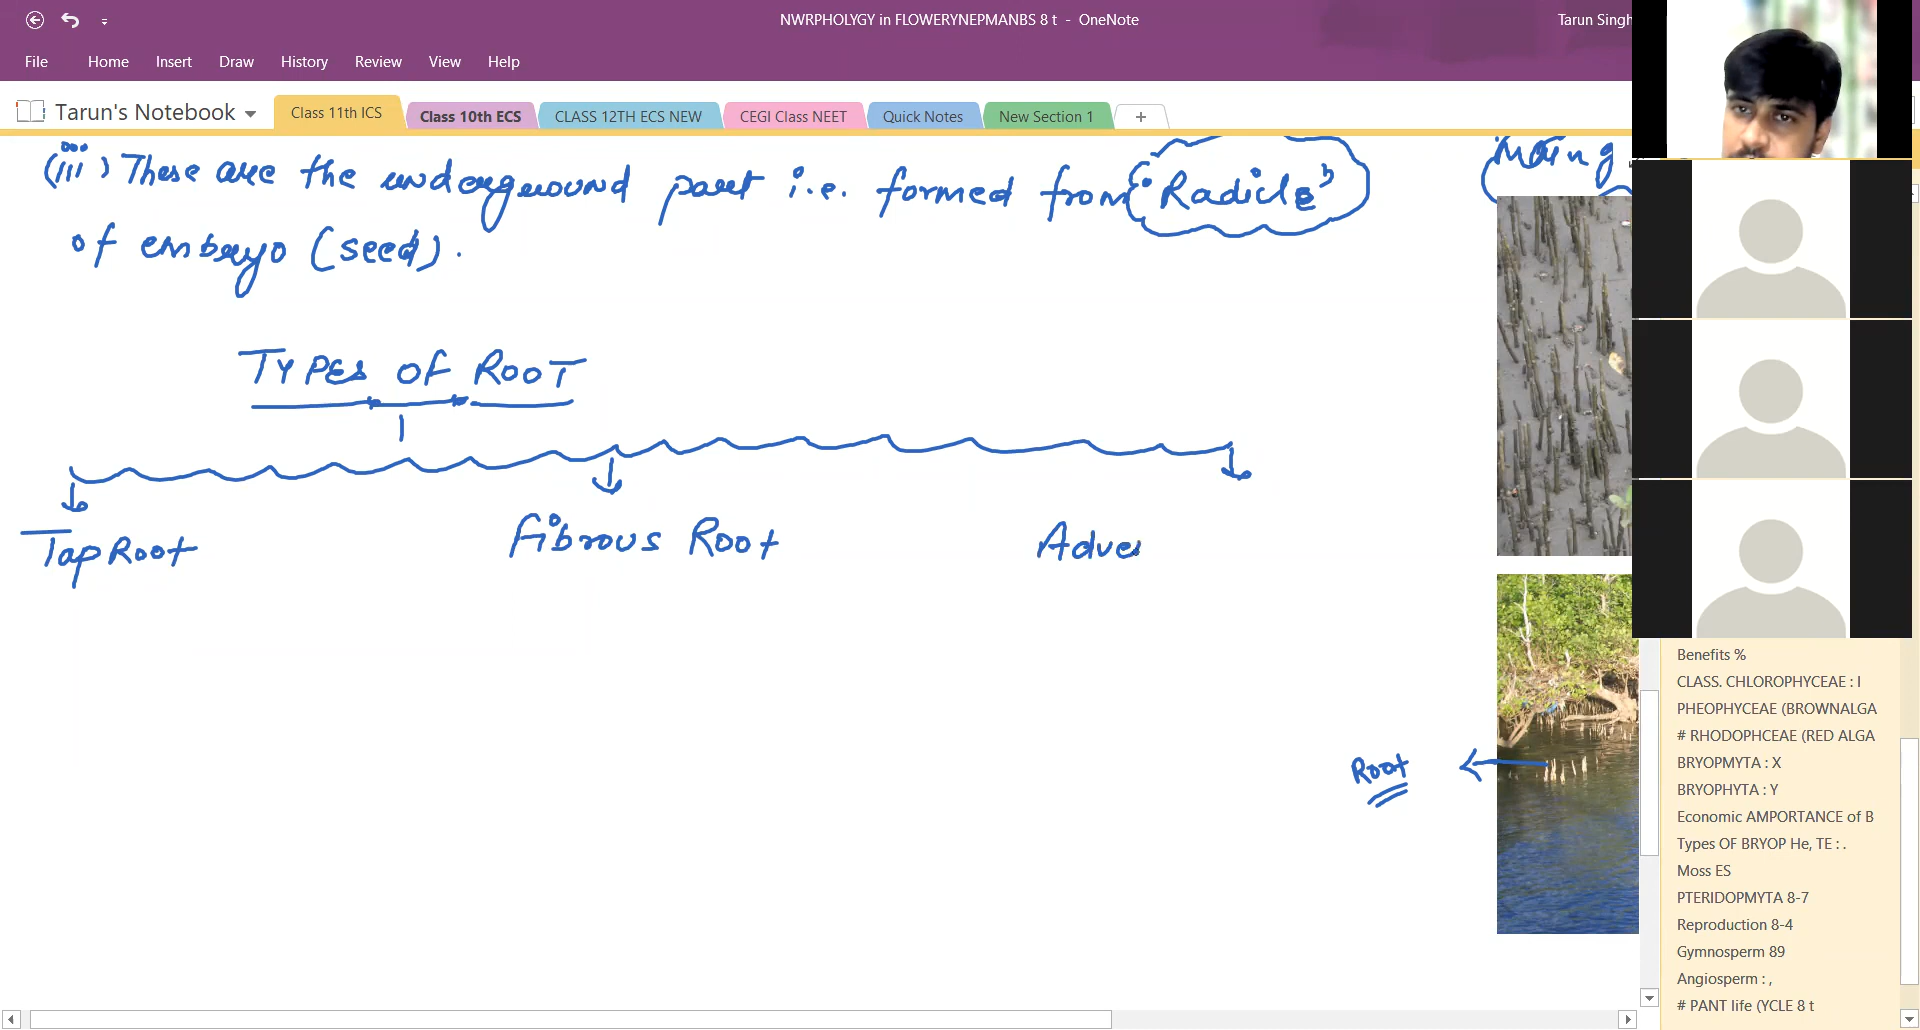 NWRPHOLYGY in FLOWERYNEPMANBS 8 t - OneNote
Tarun Singh
File Home Insert Draw History Review View Help
Tarun's Notebook
Class 11th ICS
Class 10th ECS
CLASS 12TH ECS NEW
CEGI Class NEET
Quick Notes
New Section 1
(iii) These are the underground part i.e. formed from "Radicle"
of embryo (seed).
TYPES OF ROOT
Tap Root
Fibrous Root
Adve
Root
Benefits %
CLASS. CHLOROPHYCEAE : I
PHEOPHYCEAE (BROWNALGA
# RHODOPHCEAE (RED ALGA
BRYOPMYTA : X
BRYOPHYTA : Y
Economic AMPORTANCE of B
Types OF BRYOP He, TE : .
Moss ES
PTERIDOPMYTA 8-7
Reproduction 8-4
Gymnosperm 89
Angiosperm : ,
# PANT life (YCLE 8 t